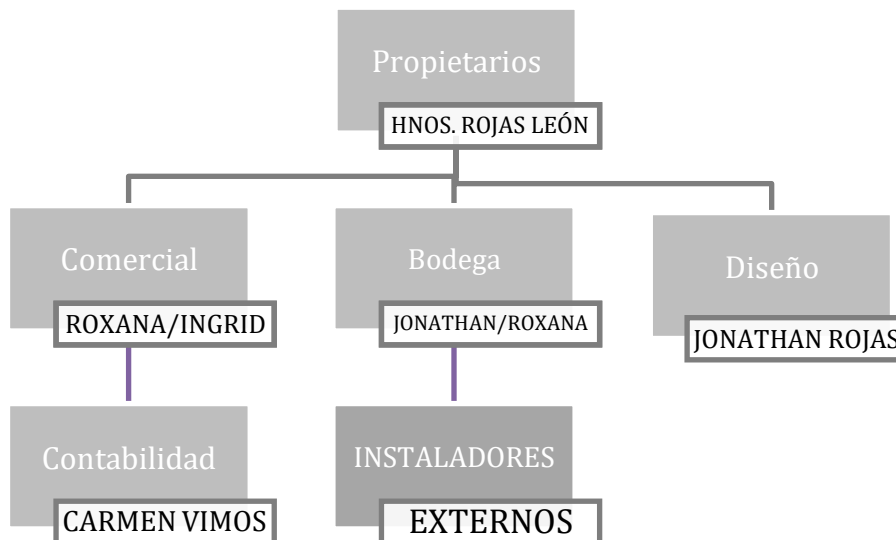 Propietarios
HNOS. ROJAS LEÓN
Comercial
ROXANA/INGRID
Bodega
JONATHAN/ROXANA
Diseño
JONATHAN ROJAS
Contabilidad
CARMEN VIMOS
INSTALADORES
EXTERNOS